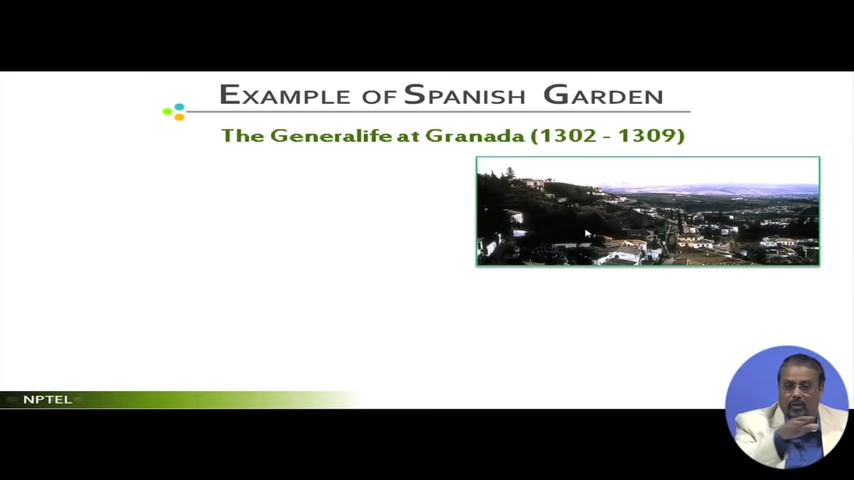 EXAMPLE OF SPANISH GARDEN
The Generalife at Granada (1302 - 1309)
NPTEL